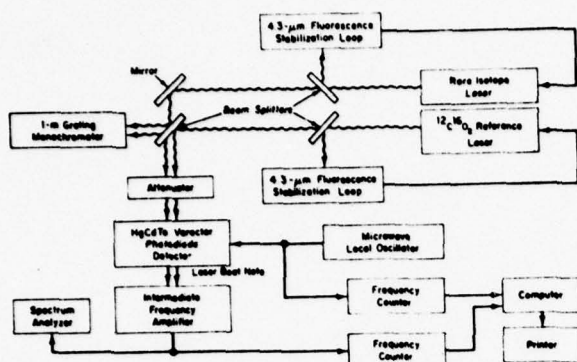 4.3-μm Fluorescence
Stabilization Loop
Mirror
Rare Isotope
Laser
Beam Splitters
1-m Grating
Monochromator
12C16O2 Reference
Laser
4.3-μm Fluorescence
Stabilization Loop
Attenuator
HgCdTe Varactor
Photodiode
Detector
Microwave
Local Oscillator
Laser Beat Note
Intermediate
Frequency
Amplifier
Spectrum
Analyzer
Frequency
Counter
Computer
Frequency
Counter
Printer